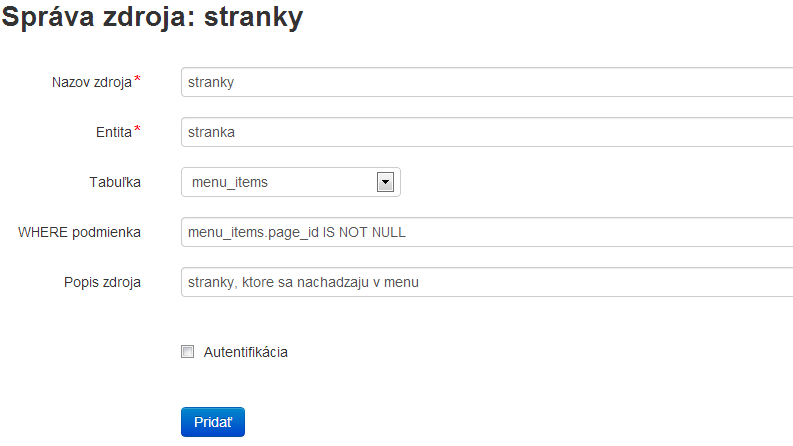 Správa zdroja: stranky
Nazov zdroja* stranky
Entita* stranka
Tabuľka menu_items
WHERE podmienka menu_items.page_id IS NOT NULL
Popis zdroja stranky, ktore sa nachadzaju v menu
Autentifikácia
Pridať